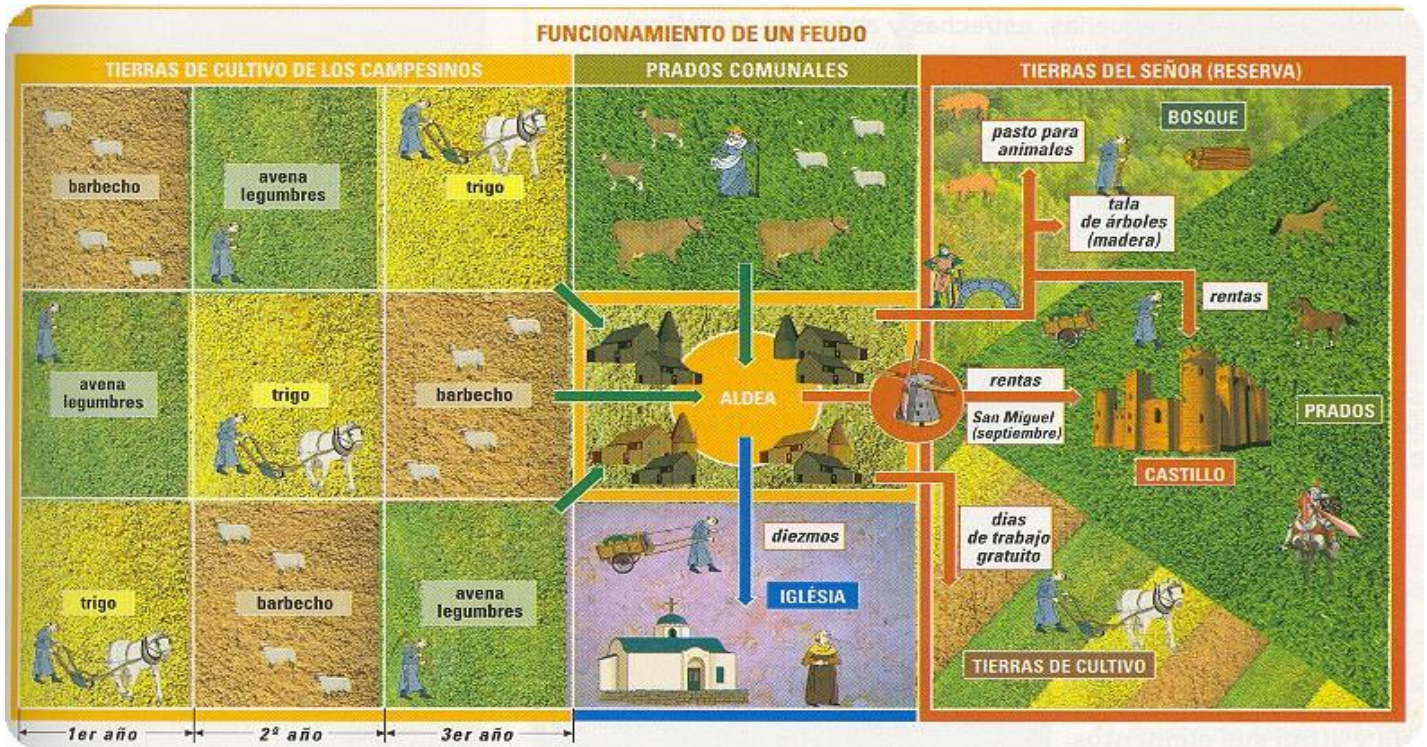 FUNCIONAMIENTO DE UN FEUDO
TIERRAS DE CULTIVO DE LOS CAMPESINOS
PRADOS COMUNALES
TIERRAS DEL SEÑOR (RESERVA)
barbecho
avena
legumbres
trigo
avena
legumbres
trigo
barbecho
trigo
barbecho
avena
legumbres
1er año
2º año
3er año
ALDEA
diezmos
IGLÉSIA
BOSQUE
pasto para
animales
tala
de árboles
(madera)
rentas
rentas
San Miguel
(septiembre)
PRADOS
CASTILLO
dias
de trabajo
gratuito
TIERRAS DE CULTIVO